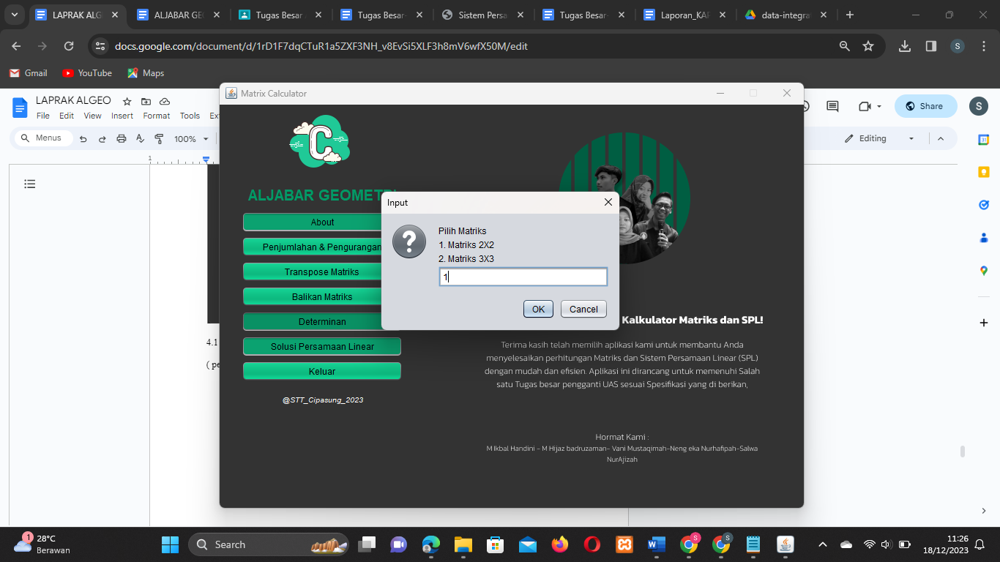 LAPRAK ALG
ALJABAR GE
Tugas Besar
Tugas Besar-
Sistem Persa
Tugas Besar-
Laporan_KAP
data-integra
docs.google.com/document/d/1rD1F7dqCTuR1a5ZXF3NH_v8EvSi5XLF3h8mV6wfX50M/edit
S
Gmail
YouTube
Maps
LAPRAK ALGEO
File Edit View Insert Format Tools Ex
Share
S
Menus
100%
Editing
1
31
4.1
( pe
Matrix Calculator
C
ALJABAR GEOMETRI
About
Penjumlahan & Pengurangan
Transpose Matriks
Balikan Matriks
Determinan
Solusi Persamaan Linear
Keluar
@STT_Cipasung_2023
Input
?
Pilih Matriks
1. Matriks 2X2
2. Matriks 3X3
1
OK
Cancel
Kalkulator Matriks dan SPL!
Terima kasih telah memilih aplikasi kami untuk membantu Anda
menyelesaikan perhitungan Matriks dan Sistem Persamaan Linear (SPL)
dengan mudah dan efisien. Aplikasi ini dirancang untuk memenuhi Salah
satu Tugas besar pengganti UAS sesuai Spesifikasi yang di berikan,
Hormat Kami :
M Ikbal Handini - M Hijaz badruzaman- Vani Mustaqimah-Neng eka Nurhafipah-Salwa
NurAjizah
1
28°C
Berawan
Search
S
S
11:26
18/12/2023